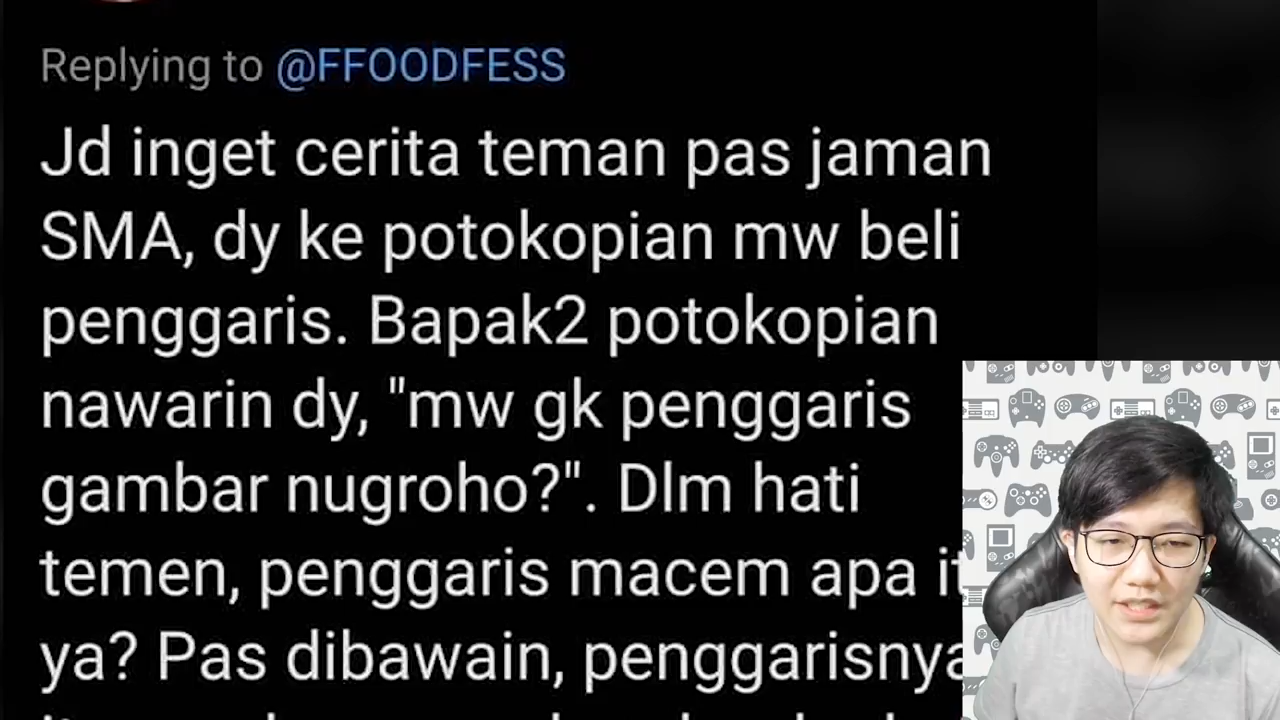 Replying to @FFOODFESS
Jd inget cerita teman pas jaman
SMA, dy ke potokopian mw beli
penggaris. Bapak2 potokopian
nawarin dy, "mw gk penggaris
gambar nugroho?". Dlm hati
temen, penggaris macem apa
ya? Pas dibawain, penggarisnya